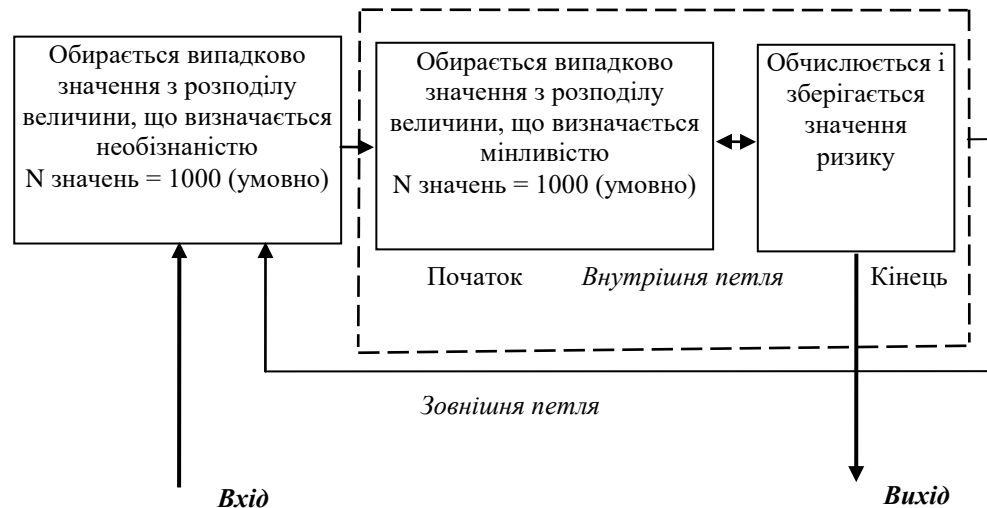 Обирається випадково
значення з розподілу
величини, що визначається
необізнаністю
N значень = 1000 (умовно)
Обирається випадково
значення з розподілу
величини, що визначається
мінливістю
N значень = 1000 (умовно)
Обчислюється і
зберігається
значення
ризику
Початок
Внутрішня петля
Кінець
Зовнішня петля
Вхід
Вихід